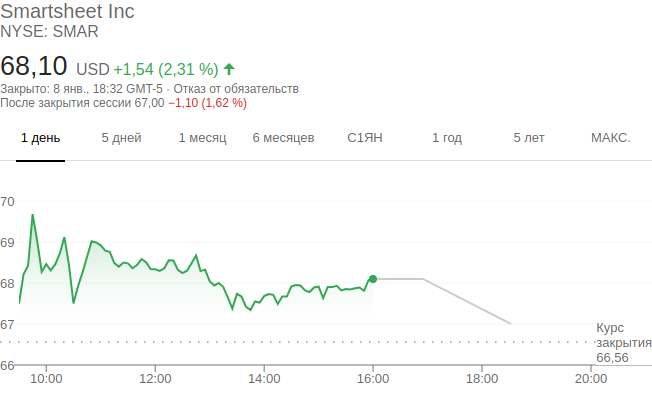 Smartsheet Inc
NYSE: SMAR
68,10 USD +1,54 (2,31 %)
Закрыто: 8 янв., 18:32 GMT-5 · Отказ от обязательств
После закрытия сессии 67,00 −1,10 (1,62 %)
1 день 5 дней 1 месяц 6 месяцев С1ЯН 1 год 5 лет МАКС.
70
69
68
67
Курс
закрытия
66,56
66
10:00 12:00 14:00 16:00 18:00 20:00